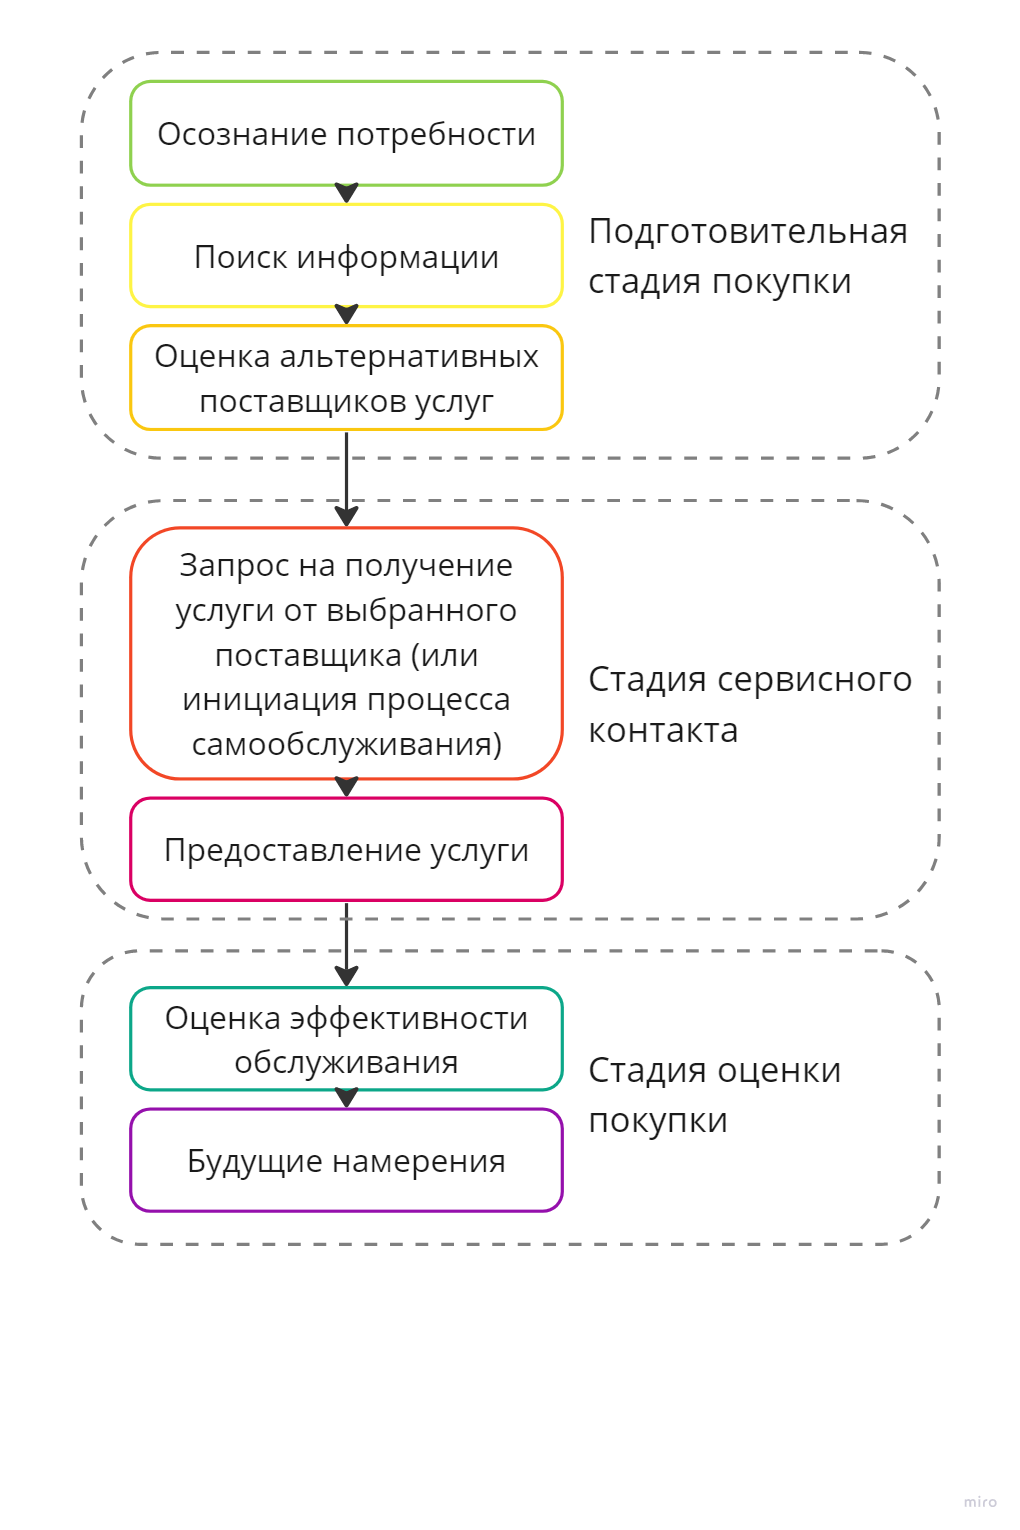 Осознание потребности
Поиск информации
Оценка альтернативных
поставщиков услуг
Подготовительная
стадия покупки
Запрос на получение
услуги от выбранного
поставщика (или
инициация процесса
самообслуживания)
Предоставление услуги
Стадия сервисного
контакта
Оценка эффективности
обслуживания
Будущие намерения
Стадия оценки
покупки
miro